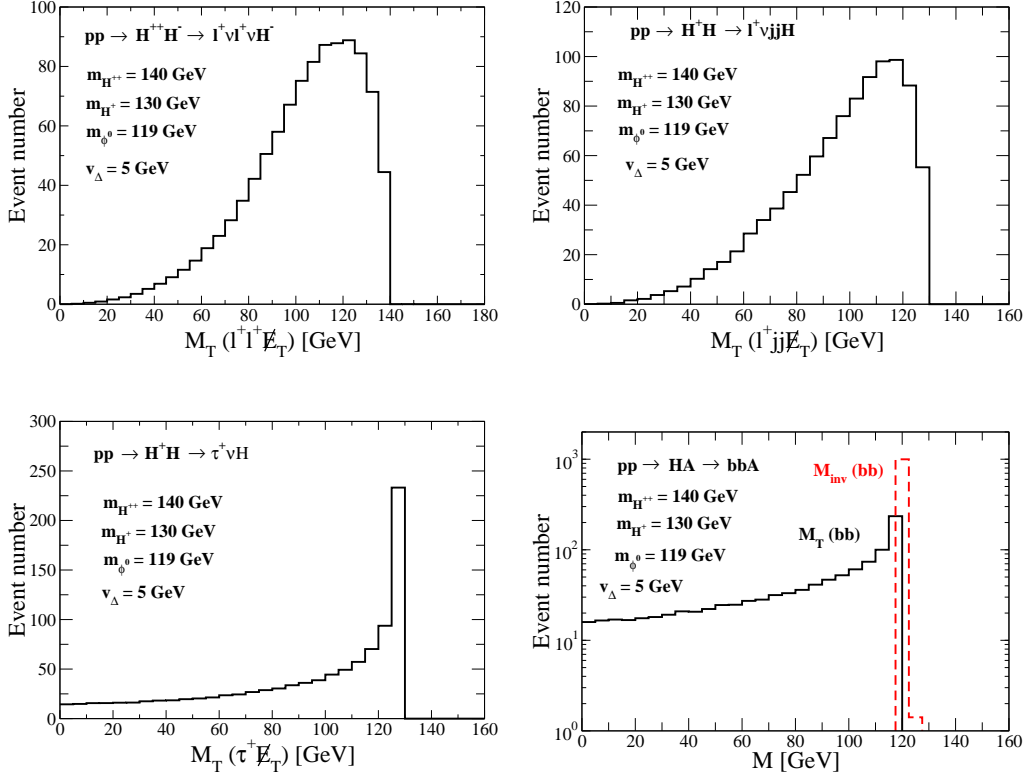 pp → H⁺⁺H⁻ → l⁺νl⁺νH⁻
m_H⁺⁺ = 140 GeV
m_H⁺ = 130 GeV
m_ϕ⁰ = 119 GeV
v_Δ = 5 GeV
Event number
100
80
60
40
20
0
0 20 40 60 80 100 120 140 160 180
M_T (l⁺l⁺E̸_T) [GeV]
pp → H⁺H → l⁺νjjH
m_H⁺⁺ = 140 GeV
m_H⁺ = 130 GeV
m_ϕ⁰ = 119 GeV
v_Δ = 5 GeV
Event number
120
100
80
60
40
20
0
0 20 40 60 80 100 120 140 160
M_T (l⁺jjE̸_T) [GeV]
pp → H⁺H → τ⁺νH
m_H⁺⁺ = 140 GeV
m_H⁺ = 130 GeV
m_ϕ⁰ = 119 GeV
v_Δ = 5 GeV
Event number
300
250
200
150
100
50
0
0 20 40 60 80 100 120 140 160
M_T (τ⁺E̸_T) [GeV]
pp → HA → bbA
M_inv (bb)
m_H⁺⁺ = 140 GeV
m_H⁺ = 130 GeV
M_T (bb)
m_ϕ⁰ = 119 GeV
v_Δ = 5 GeV
Event number
10³
10²
10¹
10⁰
0 20 40 60 80 100 120 140 160
M [GeV]